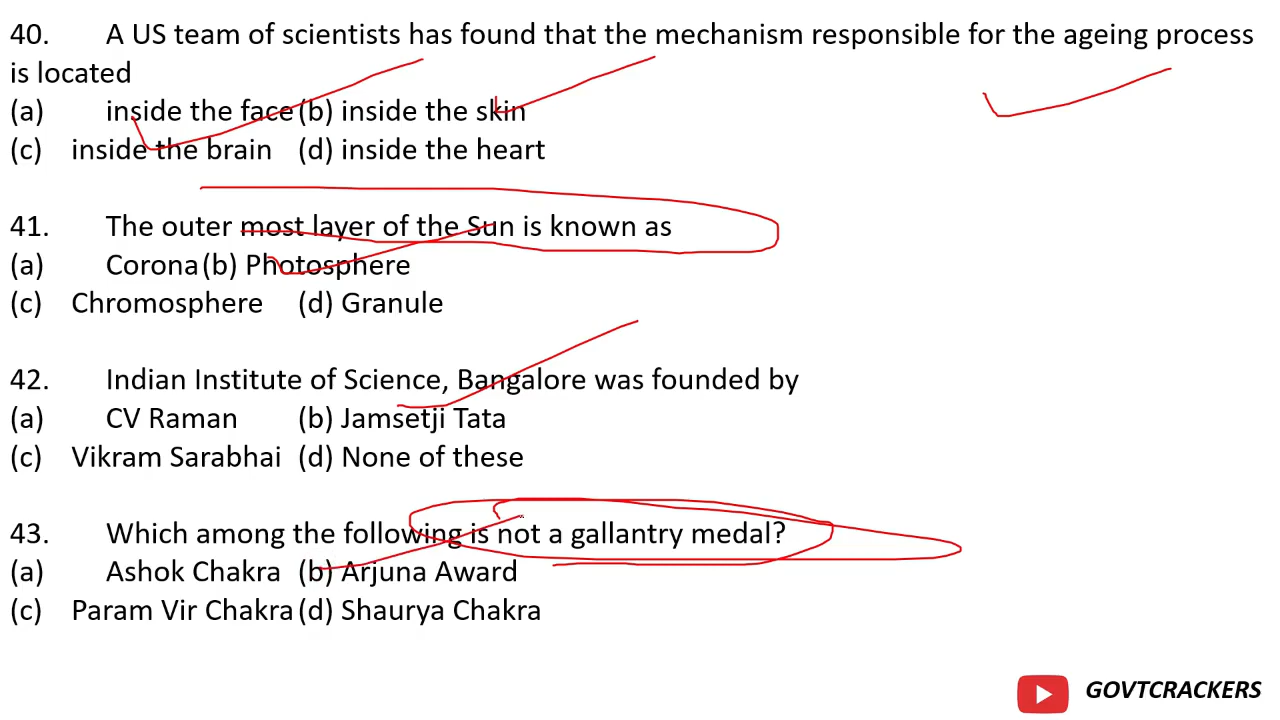 40. A US team of scientists has found that the mechanism responsible for the ageing process
is located
(a) inside the face (b) inside the skin
(c) inside the brain (d) inside the heart
41. The outer most layer of the Sun is known as
(a) Corona (b) Photosphere
(c) Chromosphere (d) Granule
42. Indian Institute of Science, Bangalore was founded by
(a) CV Raman (b) Jamsetji Tata
(c) Vikram Sarabhai (d) None of these
43. Which among the following is not a gallantry medal?
(a) Ashok Chakra (b) Arjuna Award
(c) Param Vir Chakra (d) Shaurya Chakra
GOVTCRACKERS